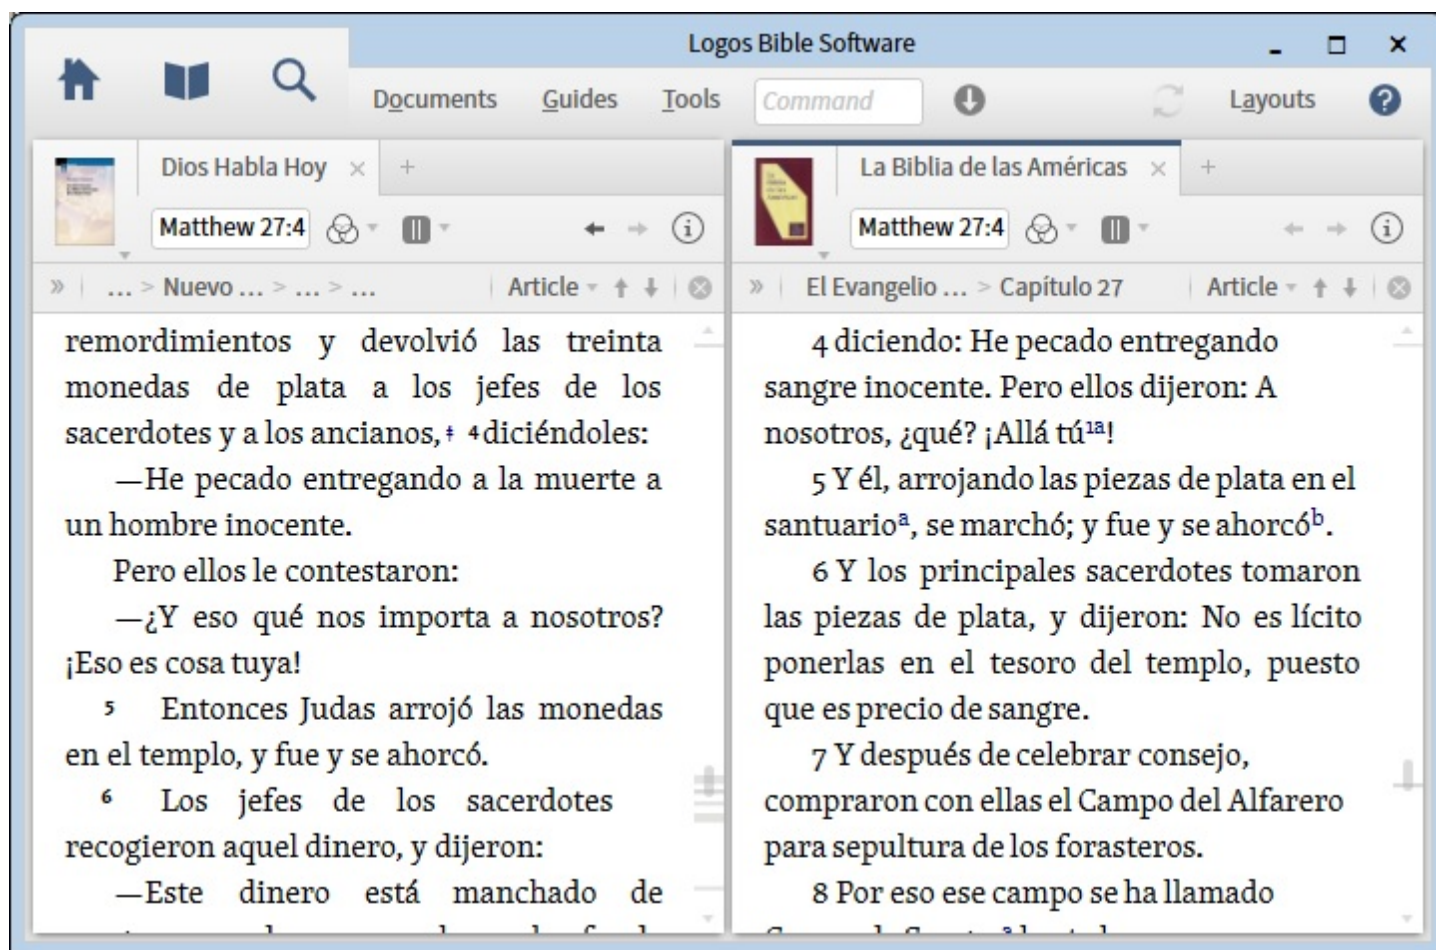 Logos Bible Software
Documents Guides Tools Command Layouts ?
Dios Habla Hoy × +
Matthew 27:4
» ... > Nuevo ... > ... > ... Article
remordimientos y devolvió las treinta
monedas de plata a los jefes de los
sacerdotes y a los ancianos,‡ 4 diciéndoles:
—He pecado entregando a la muerte a
un hombre inocente.
Pero ellos le contestaron:
—¿Y eso qué nos importa a nosotros?
¡Eso es cosa tuya!
5 Entonces Judas arrojó las monedas
en el templo, y fue y se ahorcó.
6 Los jefes de los sacerdotes
recogieron aquel dinero, y dijeron:
—Este dinero está manchado de
La Biblia de las Américas × +
Matthew 27:4
» El Evangelio ... > Capítulo 27 Article
4 diciendo: He pecado entregando
sangre inocente. Pero ellos dijeron: A
nosotros, ¿qué? ¡Allá tú1a!
5 Y él, arrojando las piezas de plata en el
santuarioa, se marchó; y fue y se ahorcób.
6 Y los principales sacerdotes tomaron
las piezas de plata, y dijeron: No es lícito
ponerlas en el tesoro del templo, puesto
que es precio de sangre.
7 Y después de celebrar consejo,
compraron con ellas el Campo del Alfarero
para sepultura de los forasteros.
8 Por eso ese campo se ha llamado